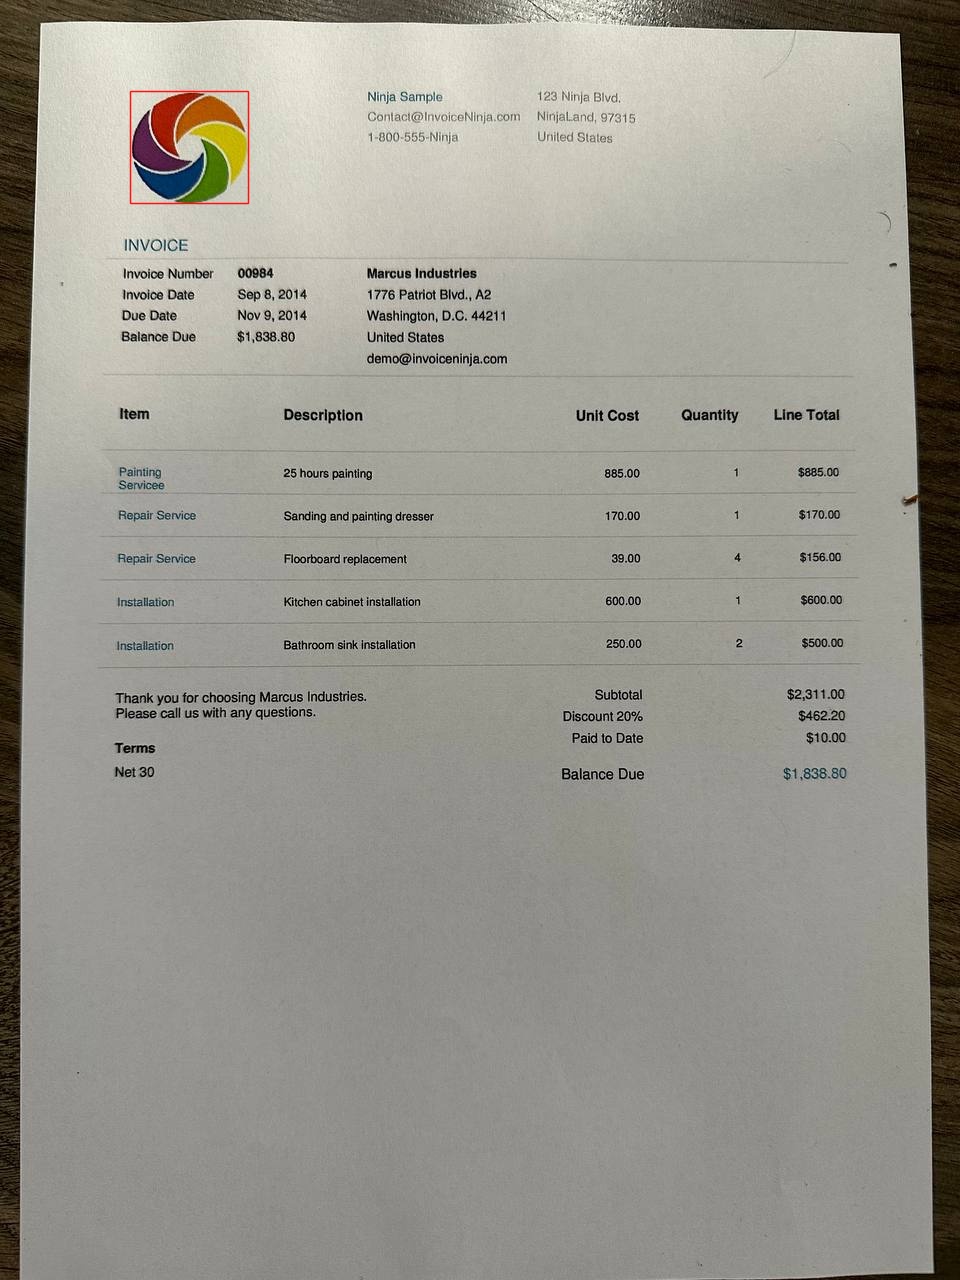 Ninja Sample
Contact@InvoiceNinja.com
1-800-555-Ninja
123 Ninja Blvd.
NinjaLand, 97315
United States
INVOICE
Invoice Number 00984
Invoice Date Sep 8, 2014
Due Date Nov 9, 2014
Balance Due $1,838.80
Marcus Industries
1776 Patriot Blvd., A2
Washington, D.C. 44211
United States
demo@invoiceninja.com
Item Description Unit Cost Quantity Line Total
Painting 25 hours painting 885.00 1 $885.00
Servicee
Repair Service Sanding and painting dresser 170.00 1 $170.00
Repair Service Floorboard replacement 39.00 4 $156.00
Installation Kitchen cabinet installation 600.00 1 $600.00
Installation Bathroom sink installation 250.00 2 $500.00
Thank you for choosing Marcus Industries.
Please call us with any questions.
Terms
Net 30
Subtotal $2,311.00
Discount 20% $462.20
Paid to Date $10.00
Balance Due $1,838.80